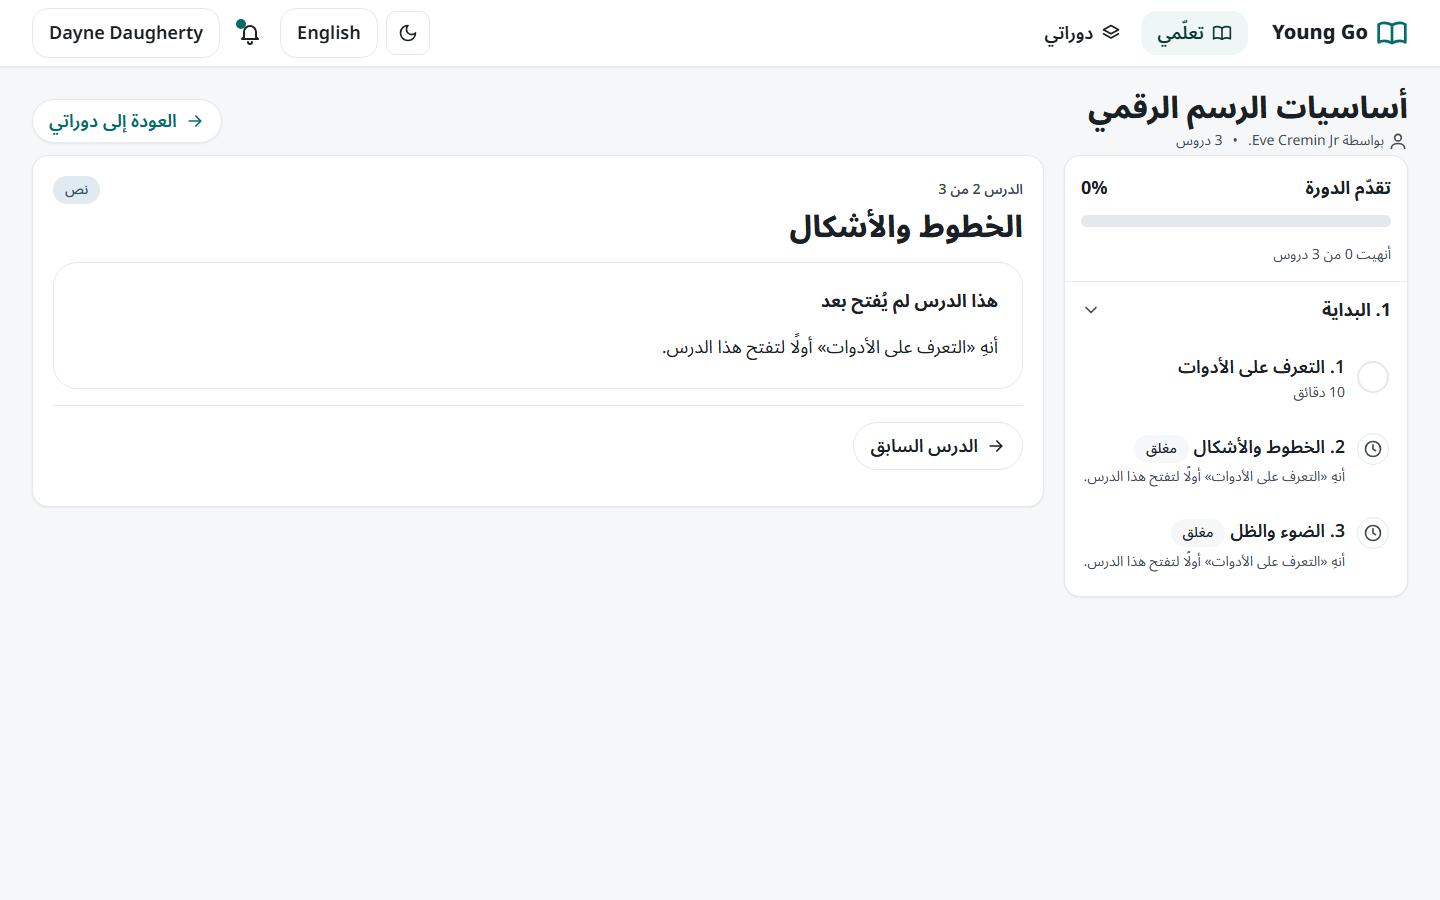 Young Go
تعلّمي
دوراتي
English
Dayne Daugherty
أساسيات الرسم الرقمي
بواسطة Eve Cremin Jr.‎ • 3 دروس
العودة إلى دوراتي
تقدّم الدورة 0%
أنهيت 0 من 3 دروس
1. البداية
1. التعرف على الأدوات
10 دقائق
2. الخطوط والأشكال مغلق
أنهِ «التعرف على الأدوات» أولًا لتفتح هذا الدرس.
3. الضوء والظل مغلق
أنهِ «التعرف على الأدوات» أولًا لتفتح هذا الدرس.
الدرس 2 من 3
نص
الخطوط والأشكال
هذا الدرس لم يُفتح بعد
أنهِ «التعرف على الأدوات» أولًا لتفتح هذا الدرس.
الدرس السابق